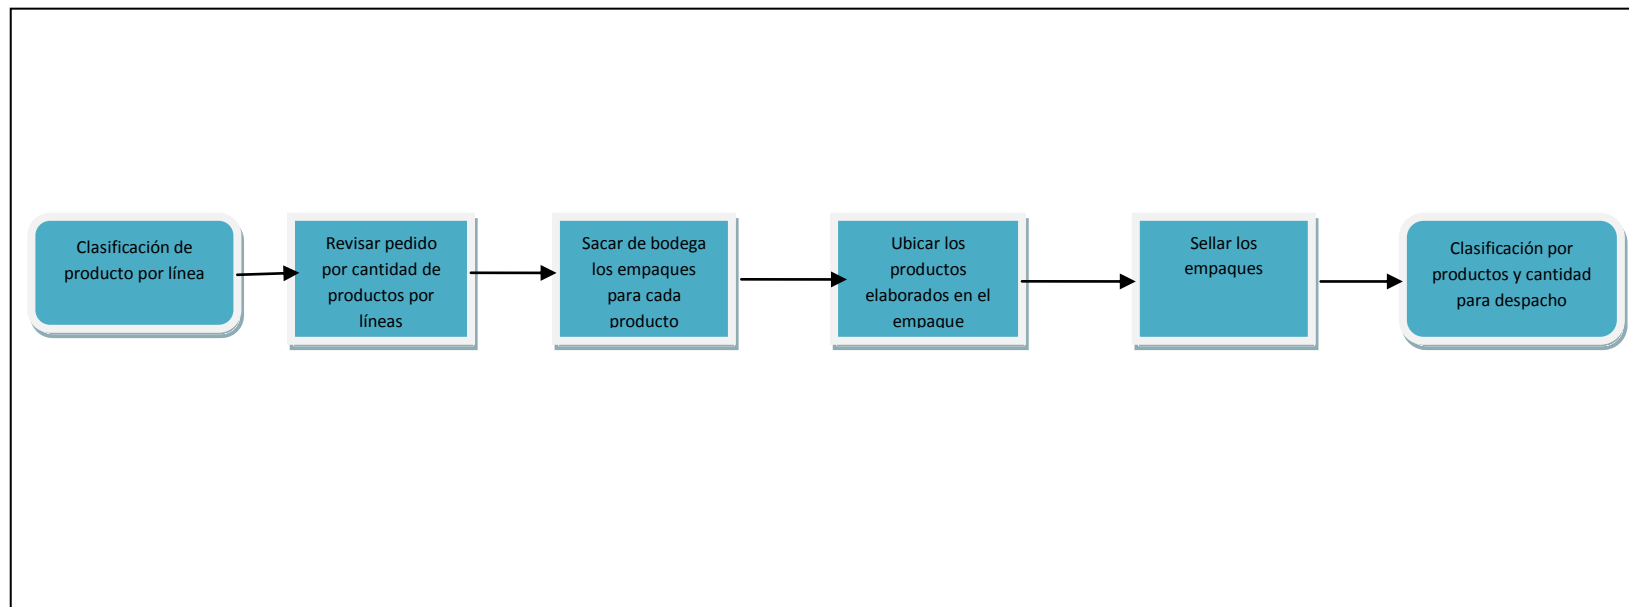 Clasificación de
producto por línea
Revisar pedido
por cantidad de
productos por
líneas
Sacar de bodega
los empaques
para cada
producto
Ubicar los
productos
elaborados en el
empaque
Sellar los
empaques
Clasificación por
productos y cantidad
para despacho